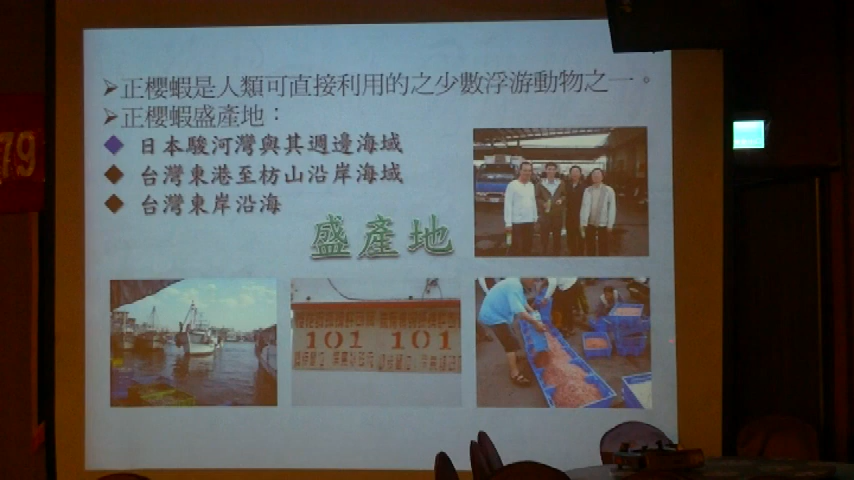 正櫻蝦是人類可直接利用的之少數浮游動物之一。
正櫻蝦盛產地：
日本駿河灣與其週邊海域
台灣東港至枋山沿岸海域
台灣東岸沿海
盛產地
101 101
79